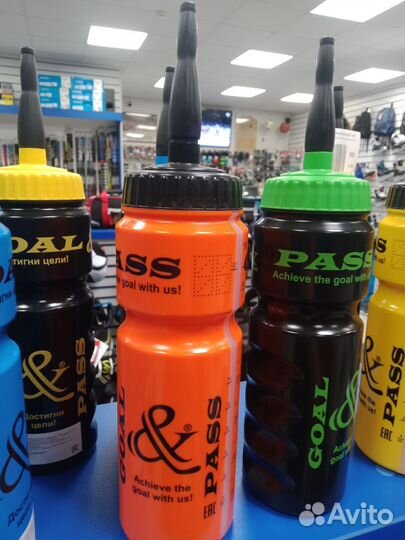 OAL &
Достигни цели!
&®
PASS
Достигни
цели!
&
PASS
Achieve the goal with us!
GOAL
&®
PASS
Achieve the
goal with us!
EAC
PASS
Achieve the goal with us!
GOAL
&
EAC
&
PASS
Avito